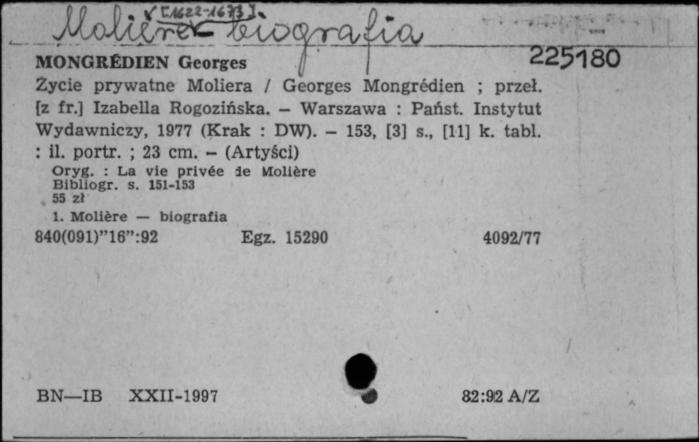 [1622-1673].
Molière - biografia
MONGRÉDIEN Georges 225180
Życie prywatne Moliera / Georges Mongrédien ; przeł.
[z fr.] Izabella Rogozińska. — Warszawa : Państ. Instytut
Wydawniczy, 1977 (Krak : DW). — 153, [3] s., [11] k. tabl.
: il. portr. ; 23 cm. — (Artyści)
Oryg. : La vie privée de Molière
Bibliogr. s. 151-153
55 zł
1. Molière — biografia
840(091)"16":92 Egz. 15290 4092/77
BN—IB XXII-1997 82:92 A/Z